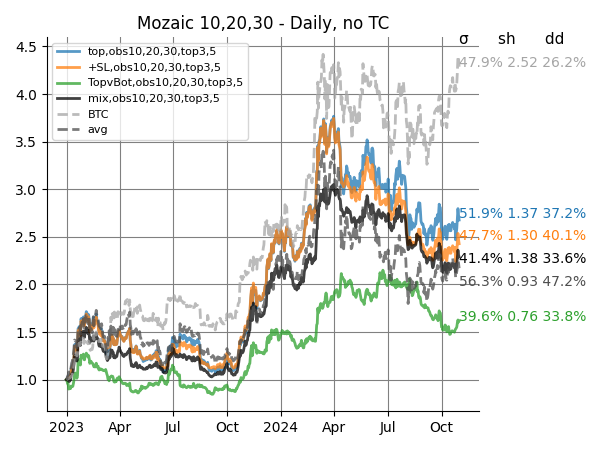 Mozaic 10,20,30 - Daily, no TC
σ sh dd
top,obs10,20,30,top3,5
+SL,obs10,20,30,top3,5
TopvBot,obs10,20,30,top3,5
mix,obs10,20,30,top3,5
BTC
avg
47.9% 2.52 26.2%
51.9% 1.37 37.2%
47.7% 1.30 40.1%
41.4% 1.38 33.6%
56.3% 0.93 47.2%
39.6% 0.76 33.8%
4.5
4.0
3.5
3.0
2.5
2.0
1.5
1.0
2023 Apr Jul Oct 2024 Apr Jul Oct